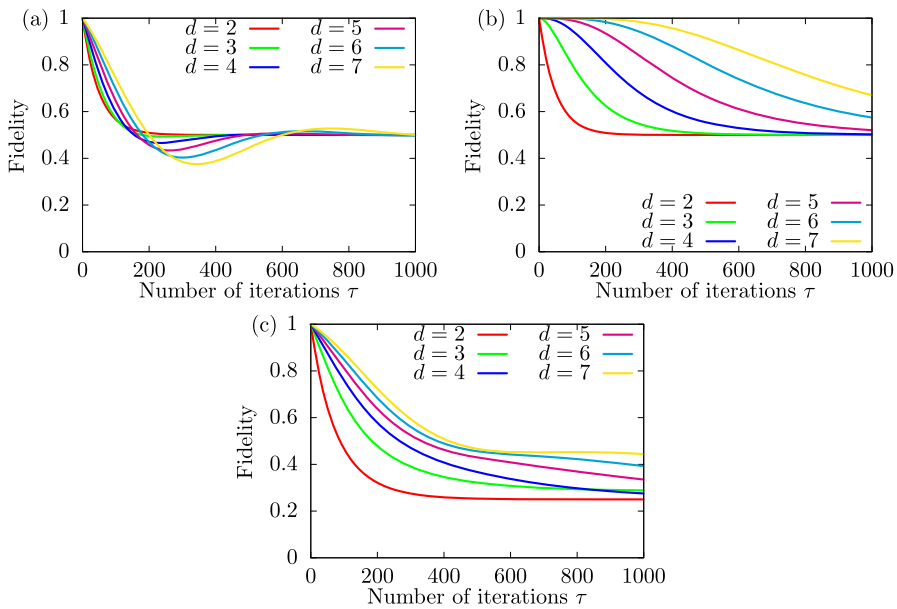 (a)
Fidelity
1
0.8
0.6
0.4
0.2
0
0 200 400 600 800 1000
Number of iterations τ
d = 2 d = 5
d = 3 d = 6
d = 4 d = 7
(b)
Fidelity
1
0.8
0.6
0.4
0.2
0
0 200 400 600 800 1000
Number of iterations τ
d = 2 d = 5
d = 3 d = 6
d = 4 d = 7
(c)
Fidelity
1
0.8
0.6
0.4
0.2
0
0 200 400 600 800 1000
Number of iterations τ
d = 2 d = 5
d = 3 d = 6
d = 4 d = 7